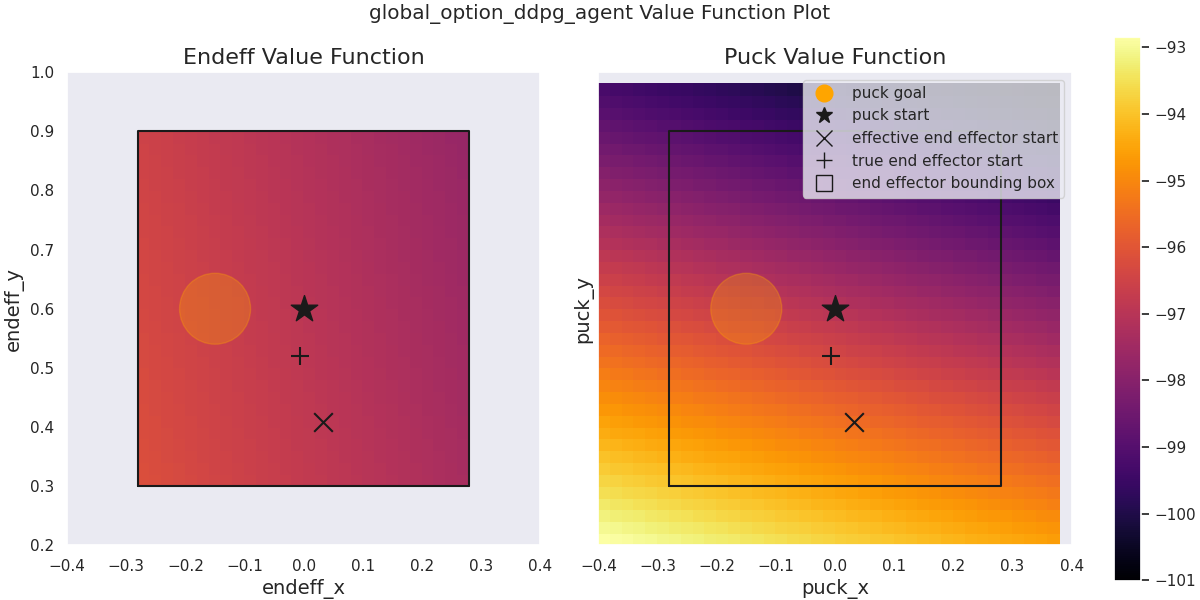 global_option_ddpg_agent Value Function Plot
Endeff Value Function
endeff_y
1.0
0.9
0.8
0.7
0.6
0.5
0.4
0.3
0.2
−0.4 −0.3 −0.2 −0.1 0.0 0.1 0.2 0.3 0.4
endeff_x
Puck Value Function
puck goal
puck start
effective end effector start
true end effector start
end effector bounding box
puck_y
−0.4 −0.3 −0.2 −0.1 0.0 0.1 0.2 0.3 0.4
puck_x
−93
−94
−95
−96
−97
−98
−99
−100
−101